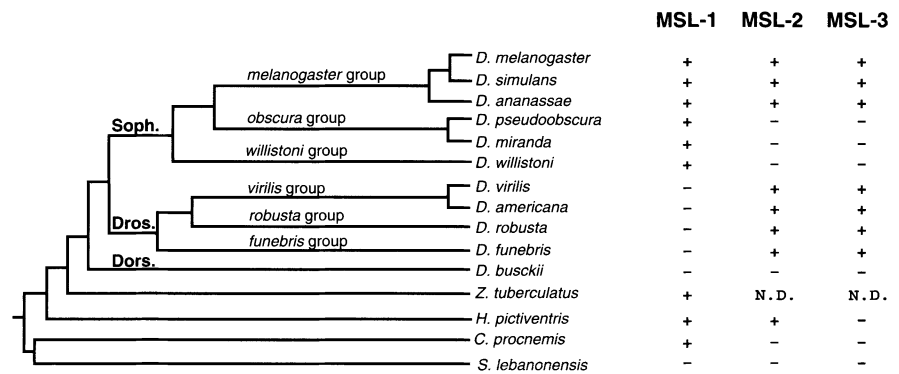 MSL-1 MSL-2 MSL-3
D. melanogaster + + +
melanogaster group
D. simulans + + +
D. ananassae + + +
obscura group
D. pseudoobscura + – –
Soph.
D. miranda + – –
willistoni group
D. willistoni + – –
virilis group
D. virilis – + +
D. americana – + +
robusta group
Dros.
D. robusta – + +
funebris group
D. funebris – + +
Dors.
D. busckii – – –
Z. tuberculatus + N.D. N.D.
H. pictiventris + + –
C. procnemis + – –
S. lebanonensis – – –